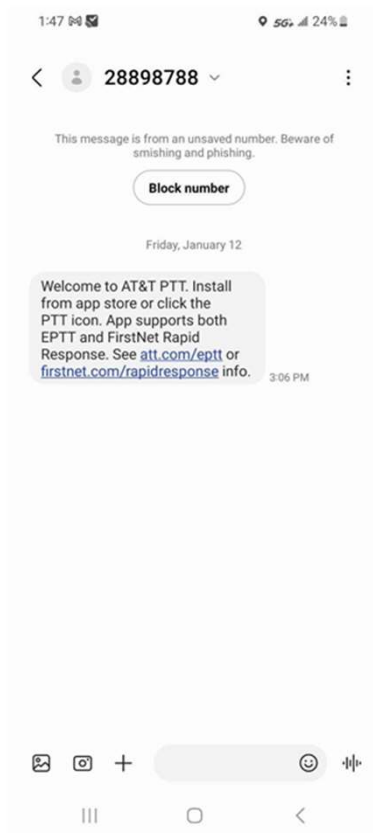 1:47 5G+ 24%
28898788
This message is from an unsaved number. Beware of
smishing and phishing.
Block number
Friday, January 12
Welcome to AT&T PTT. Install
from app store or click the
PTT icon. App supports both
EPTT and FirstNet Rapid
Response. See att.com/eptt or
firstnet.com/rapidresponse info.
3:06 PM